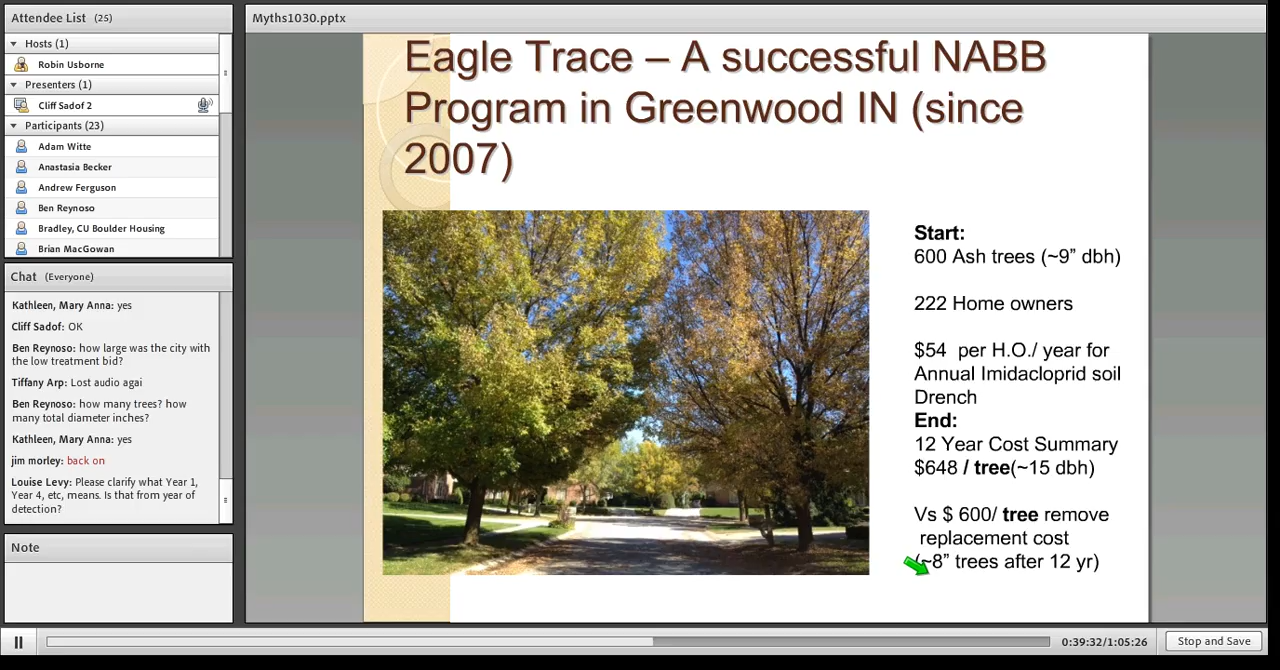 Attendee List (25)
Hosts (1)
Robin Usborne
Presenters (1)
Cliff Sadof 2
Participants (23)
Adam Witte
Anastasia Becker
Andrew Ferguson
Ben Reynoso
Bradley, CU Boulder Housing
Brian MacGowan
Chat (Everyone)
Kathleen, Mary Anna: yes
Cliff Sadof: OK
Ben Reynoso: how large was the city with
the low treatment bid?
Tiffany Arp: Lost audio agai
Ben Reynoso: how many trees? how
many total diameter inches?
Kathleen, Mary Anna: yes
jim morley: back on
Louise Levy: Please clarify what Year 1,
Year 4, etc, means. Is that from year of
detection?
Note
Myths1030.pptx
Eagle Trace – A successful NABB
Program in Greenwood IN (since
2007)
Start:
600 Ash trees (~9” dbh)
222 Home owners
$54 per H.O./ year for
Annual Imidacloprid soil
Drench
End:
12 Year Cost Summary
$648 / tree(~15 dbh)
Vs $ 600/ tree remove
replacement cost
(~8” trees after 12 yr)
0:39:32/1:05:26
Stop and Save